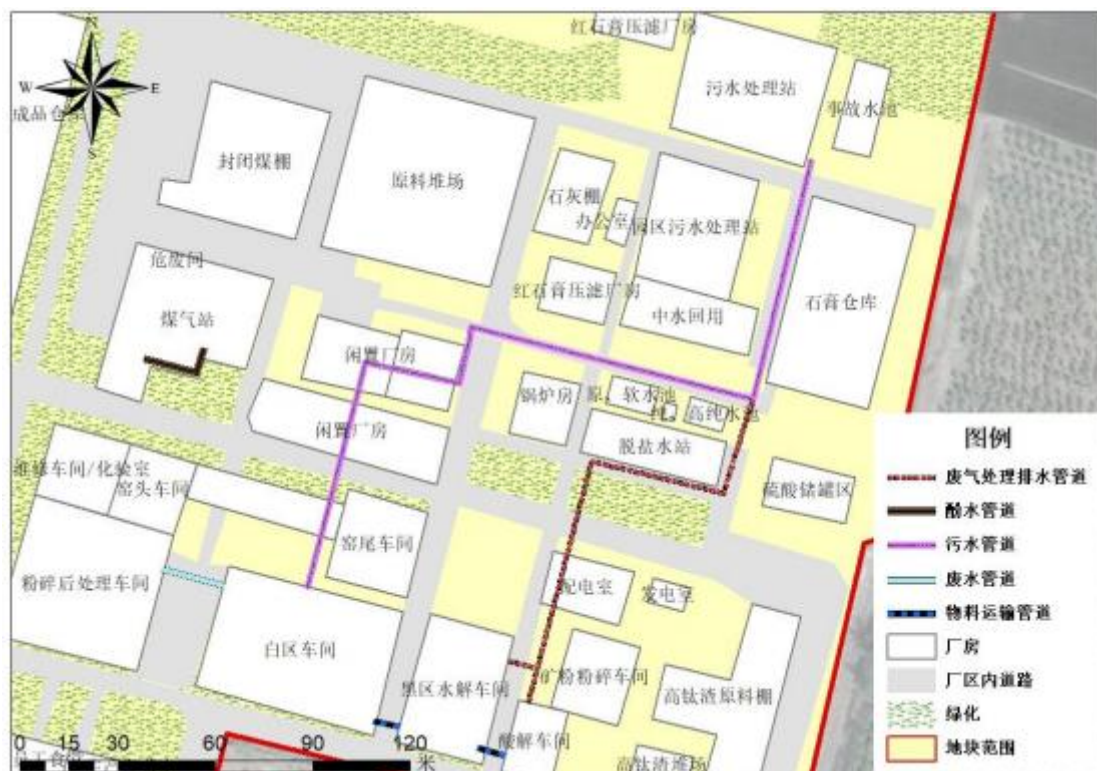 红石膏压滤厂房
N
污水处理站
W
E
事故水池
成品仓库
S
封闭煤棚
原料堆场
石灰棚
办公室
园区污水处理站
危废间
红石膏压滤厂房
石膏仓库
中水回用
煤气站
闲置厂房
锅炉房
原、软水池
纯、高纯水池
闲置厂房
脱盐水站
维修车间/化验室
窑头车间
硫酸储罐区
窑尾车间
粉碎后处理车间
配电室
发电室
白区车间
黑区水解车间
矿粉粉碎车间
高钛渣原料棚
酸解车间
高钛渣堆场
0 15 30 60 90 120
米
图例
废气处理排水管道
酚水管道
污水管道
废水管道
物料运输管道
厂房
厂区内道路
绿化
地块范围